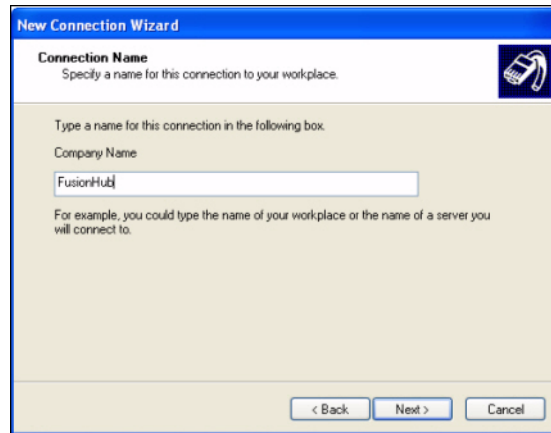 New Connection Wizard
Connection Name
Specify a name for this connection to your workplace.
Type a name for this connection in the following box.
Company Name
FusionHub
For example, you could type the name of your workplace or the name of a server you
will connect to.
< Back
Next >
Cancel